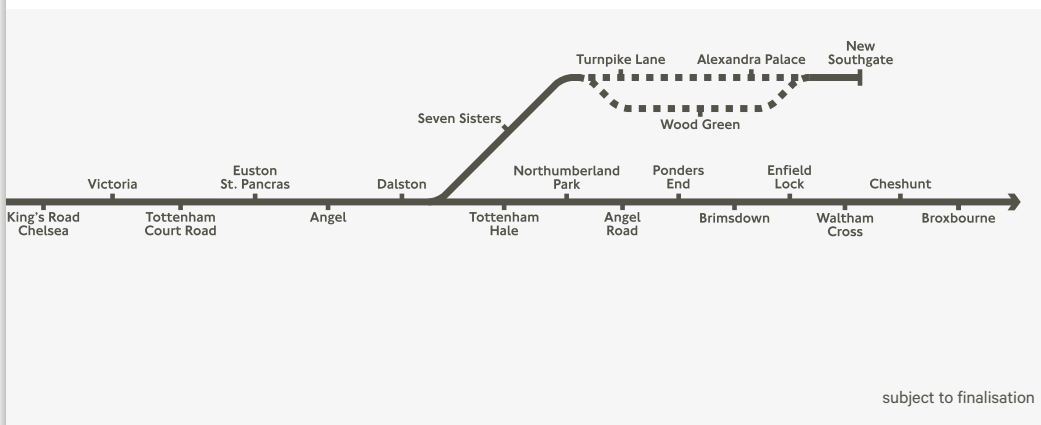 New
Turnpike Lane
Alexandra Palace
Southgate
Seven Sisters
Wood Green
Euston
St. Pancras
Victoria
Dalston
Northumberland
Park
Ponders
End
Enfield
Lock
Cheshunt
King's Road
Chelsea
Tottenham
Court Road
Angel
Tottenham
Hale
Angel
Road
Brimsdown
Waltham
Cross
Broxbourne
subject to finalisation